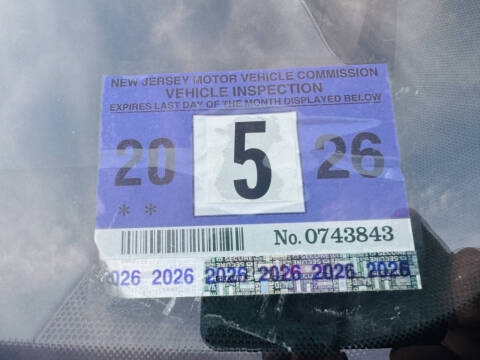 NEW JERSEY MOTOR VEHICLE COMMISSION
VEHICLE INSPECTION
EXPIRES LAST DAY OF THE MONTH DISPLAYED BELOW
20 5 26
* *
No. 0743843
026 2026 2026 2026 2026 2026